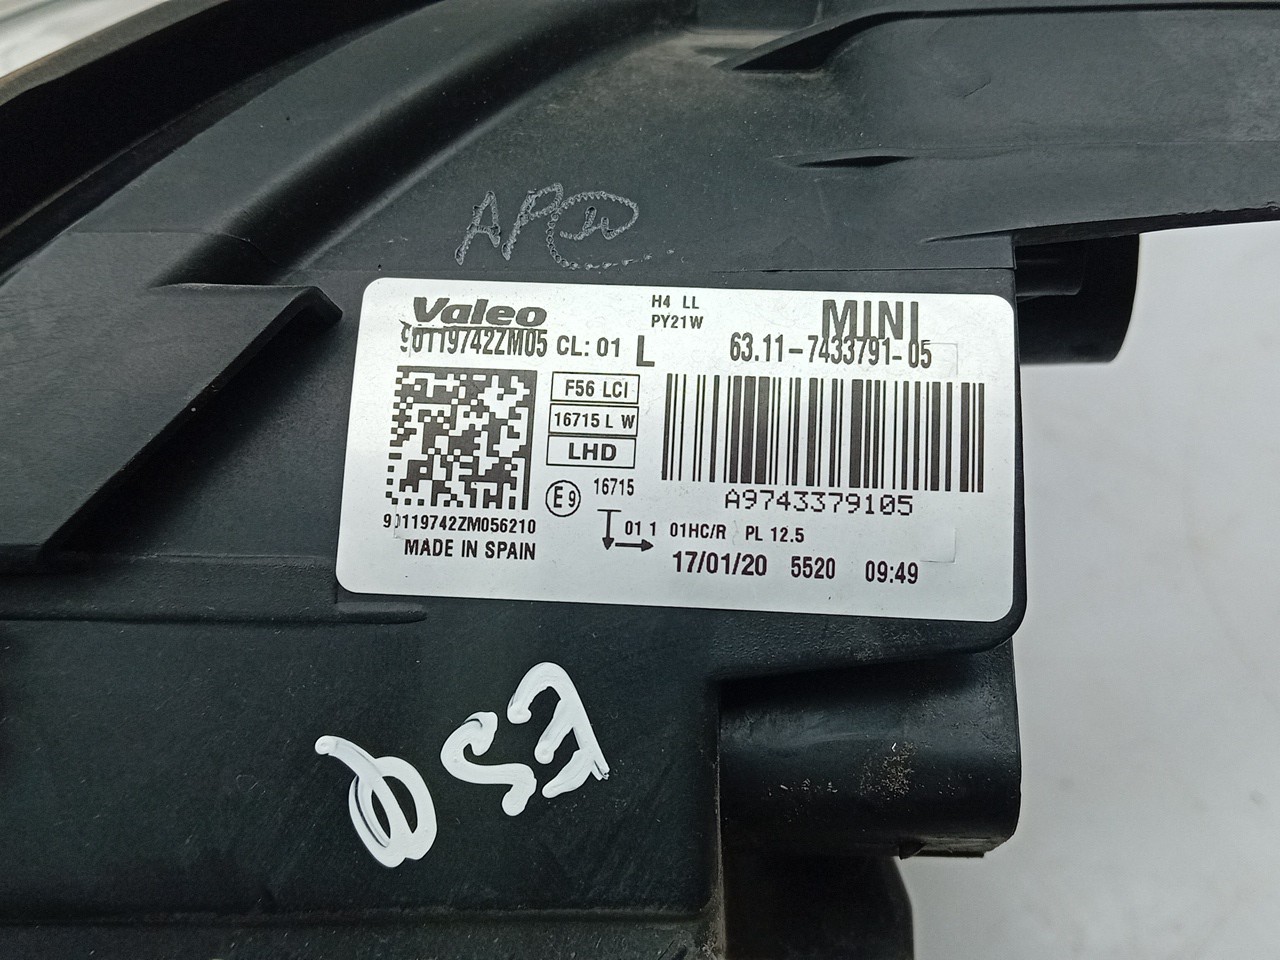 Valeo
H4 LL
PY21W
MINI
90119742ZM05 CL: 01 L
63.11-7433791-05
F56 LCI
16715 L W
LHD
E9
16715
A9743379105
90119742ZM056210
01 1 01HC/R PL 12.5
MADE IN SPAIN
17/01/20 5520 09:49